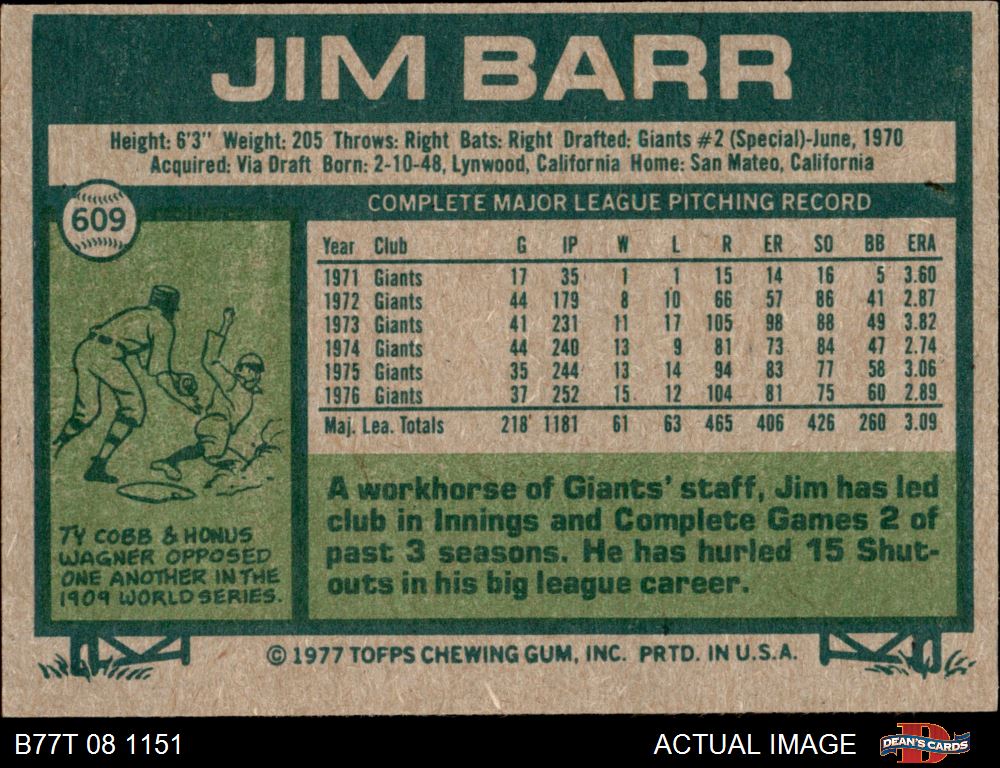 JIM BARR
Height: 6'3" Weight: 205 Throws: Right Bats: Right Drafted: Giants #2 (Special)-June, 1970
Acquired: Via Draft Born: 2-10-48, Lynwood, California Home: San Mateo, California
609
COMPLETE MAJOR LEAGUE PITCHING RECORD
Year Club G IP W L R ER SO BB ERA
1971 Giants 17 35 1 1 15 14 16 5 3.60
1972 Giants 44 179 8 10 66 57 86 41 2.87
1973 Giants 41 231 11 17 105 98 88 49 3.82
1974 Giants 44 240 13 9 81 73 84 47 2.74
1975 Giants 35 244 13 14 94 83 77 58 3.06
1976 Giants 37 252 15 12 104 81 75 60 2.89
Maj. Lea. Totals 218 1181 61 63 465 406 426 260 3.09
A workhorse of Giants' staff, Jim has led
club in Innings and Complete Games 2 of
past 3 seasons. He has hurled 15 Shut-
outs in his big league career.
TY COBB & HONUS
WAGNER OPPOSED
ONE ANOTHER IN THE
1909 WORLD SERIES.
© 1977 TOPPS CHEWING GUM, INC. PRTD. IN U.S.A.
B77T 08 1151
ACTUAL IMAGE
DEAN'S CARDS